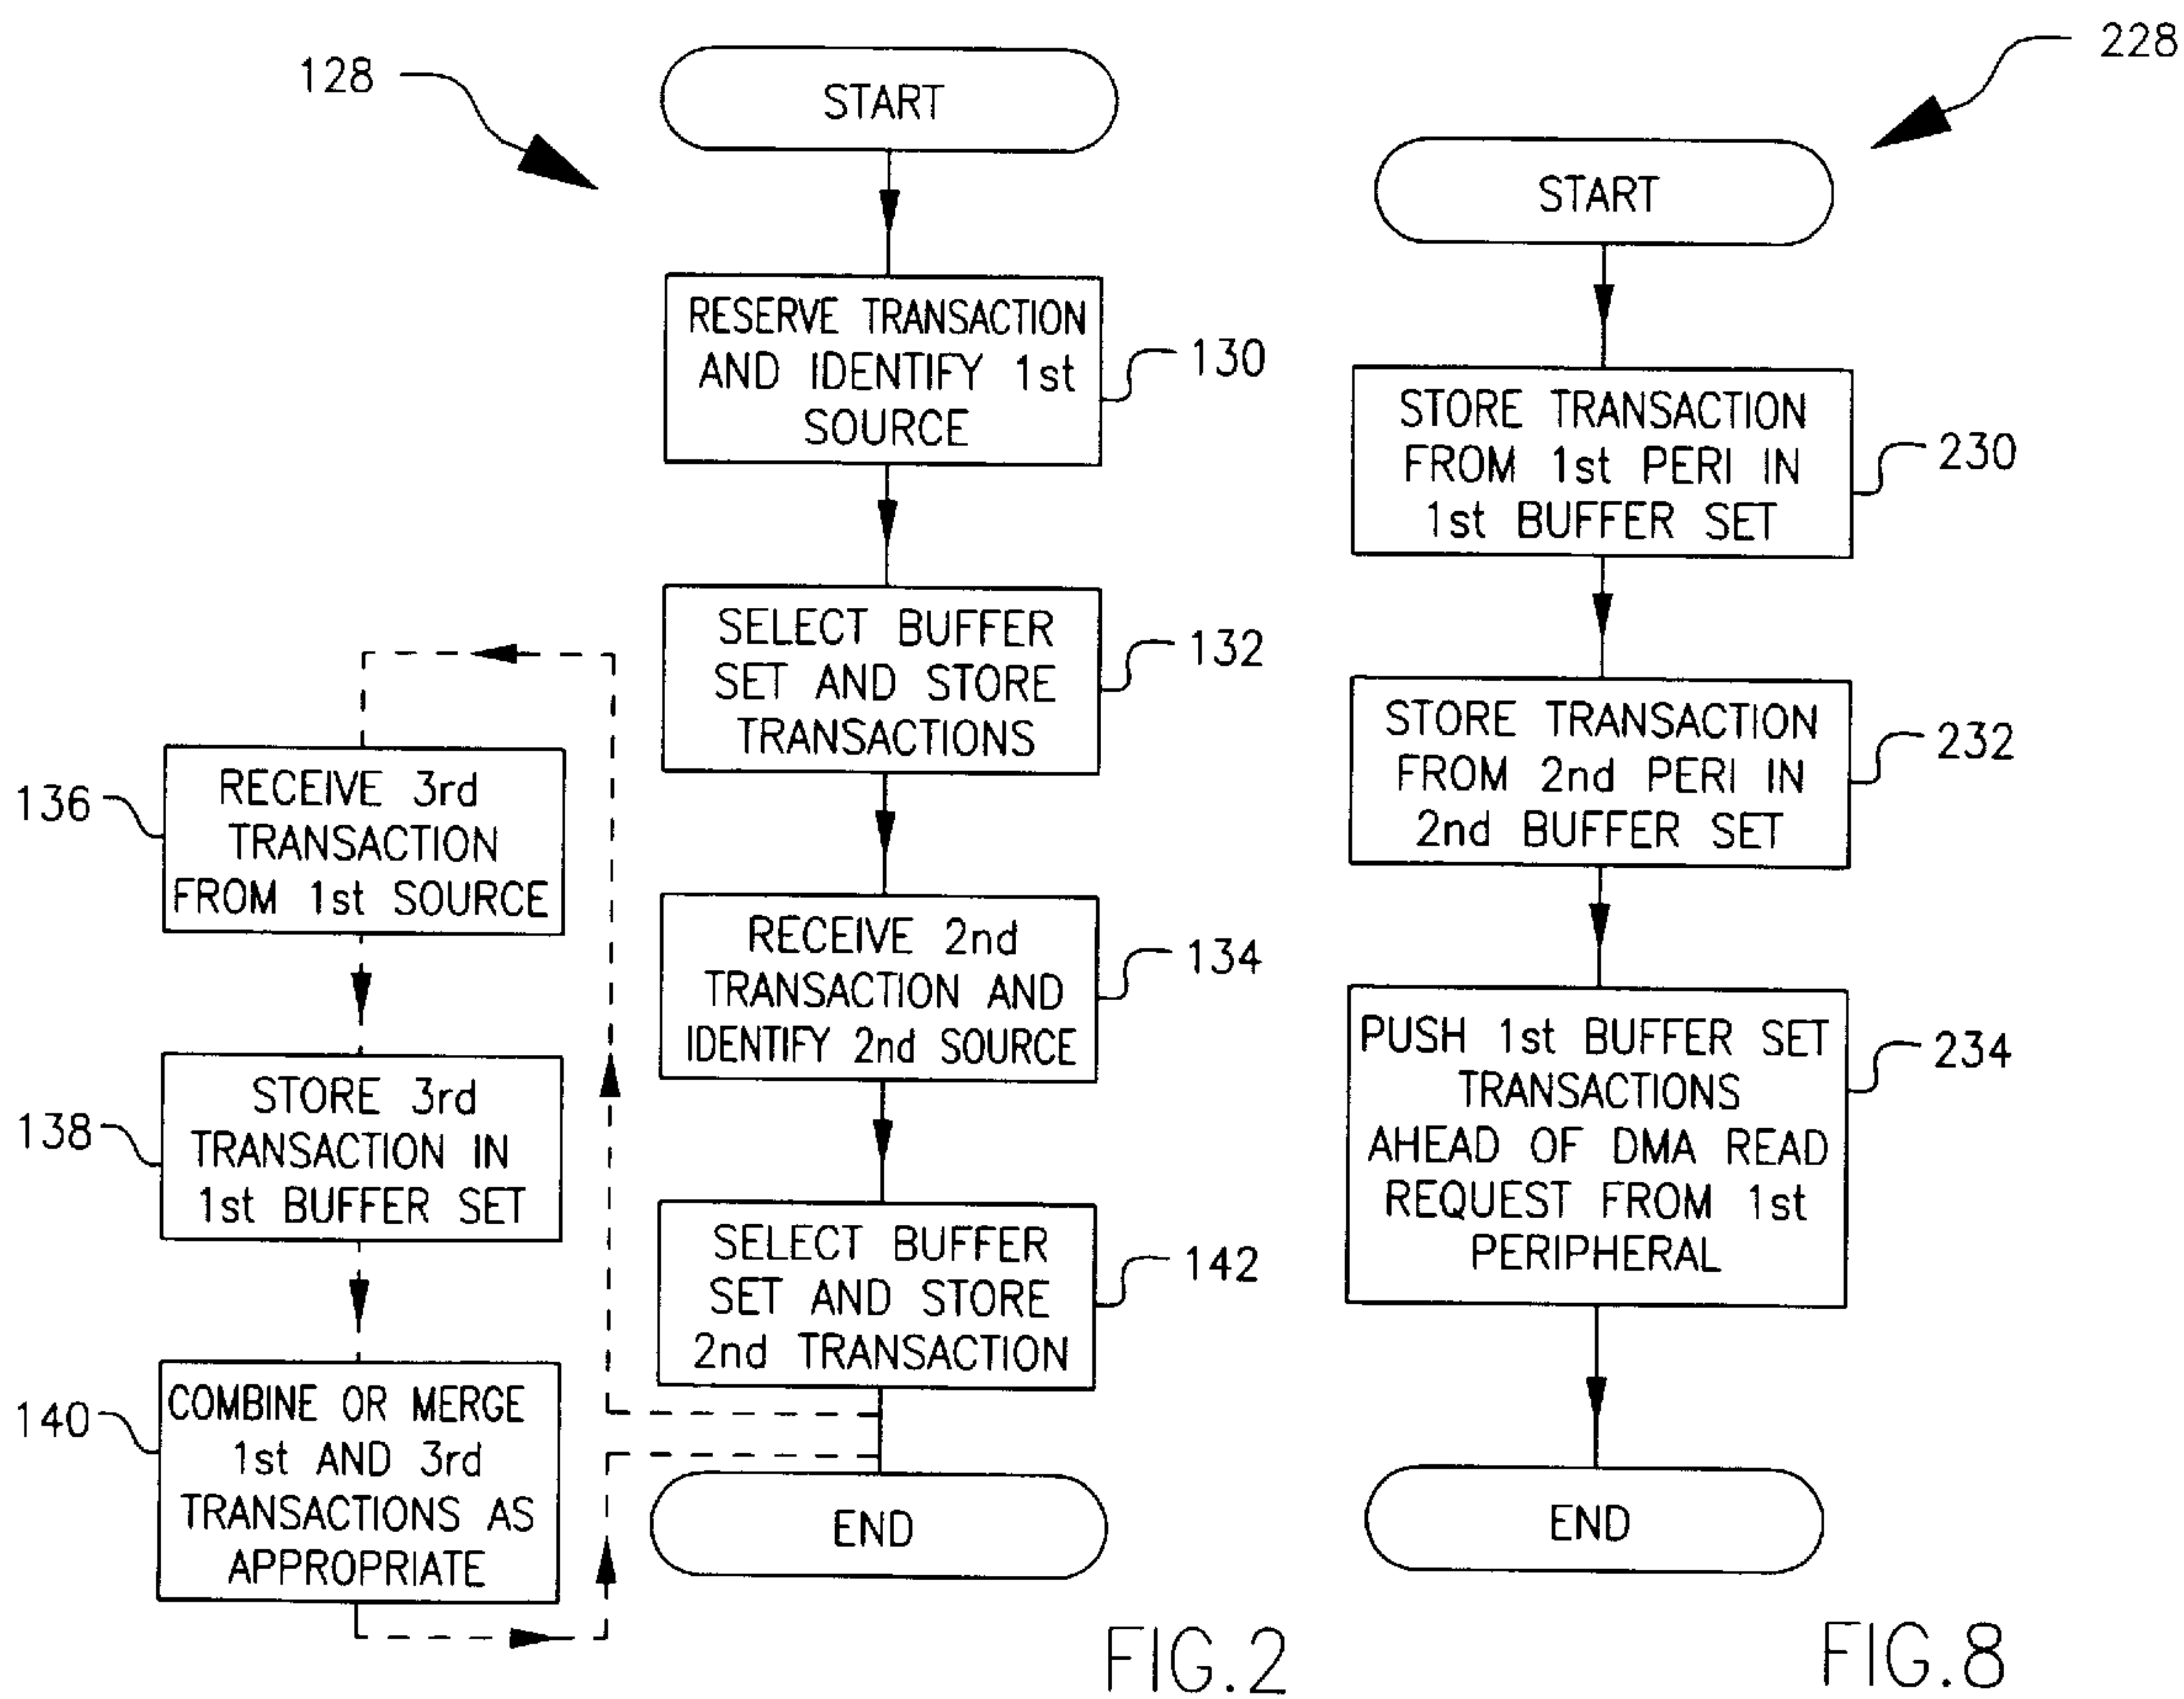 128
START
RESERVE TRANSACTION
AND IDENTIFY 1st
SOURCE
130
SELECT BUFFER
SET AND STORE
TRANSACTIONS
132
RECEIVE 2nd
TRANSACTION AND
IDENTIFY 2nd SOURCE
134
SELECT BUFFER
SET AND STORE
2nd TRANSACTION
142
RECEIVE 3rd
TRANSACTION
FROM 1st SOURCE
136
STORE 3rd
TRANSACTION IN
1st BUFFER SET
138
COMBINE OR MERGE
1st AND 3rd
TRANSACTIONS AS
APPROPRIATE
140
END
FIG.2
228
START
STORE TRANSACTION
FROM 1st PERI IN
1st BUFFER SET
230
STORE TRANSACTION
FROM 2nd PERI IN
2nd BUFFER SET
232
PUSH 1st BUFFER SET
TRANSACTIONS
AHEAD OF DMA READ
REQUEST FROM 1st
PERIPHERAL
234
END
FIG.8